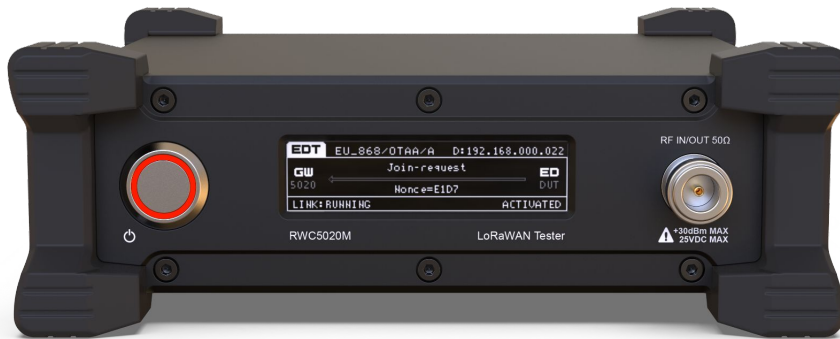 RF IN/OUT 50Ω
EDT EU_868/OTAA/A D:192.168.000.022
GW Join-request ED
5020 Nonce=E1D7 DUT
LINK:RUNNING ACTIVATED
+30dBm MAX
25VDC MAX
RWC5020M LoRaWAN Tester